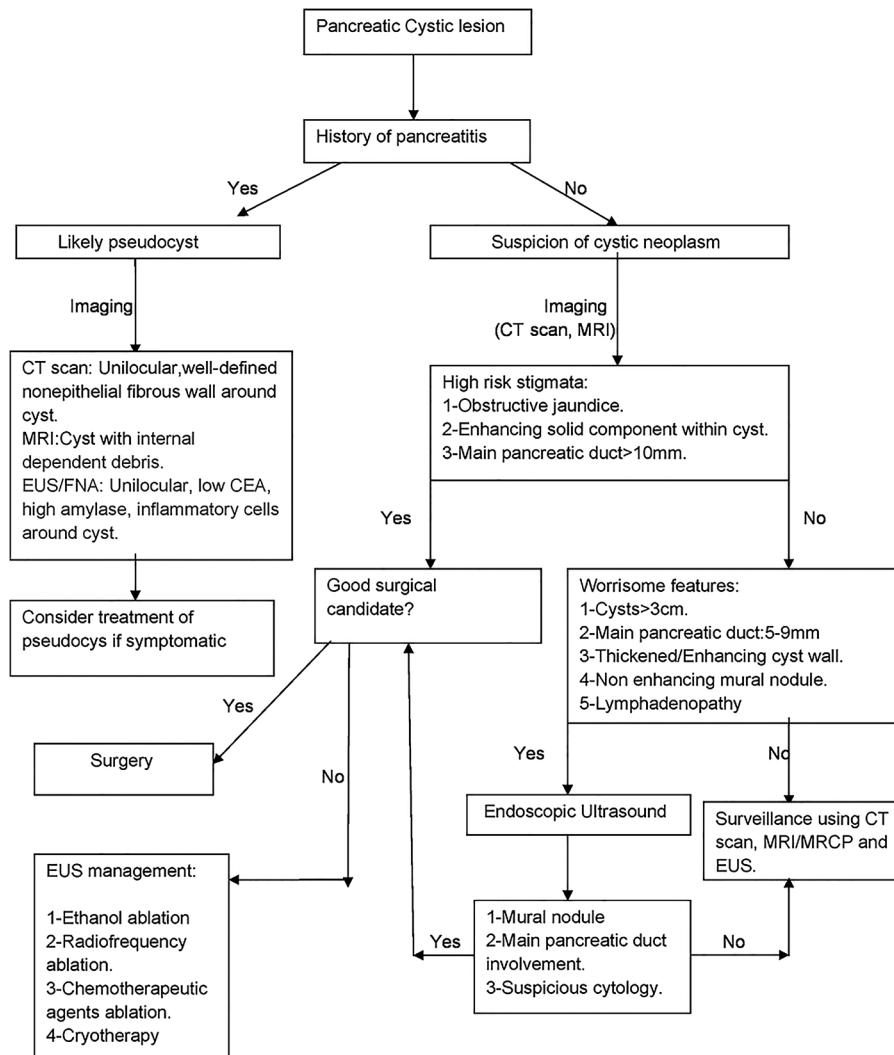 Pancreatic Cystic lesion
History of pancreatitis
Yes
No
Likely pseudocyst
Suspicion of cystic neoplasm
Imaging
Imaging
(CT scan, MRI)
CT scan: Unilocular,well-defined
nonepithelial fibrous wall around
cyst.
MRI:Cyst with internal
dependent debris.
EUS/FNA: Unilocular, low CEA,
high amylase, inflammatory cells
around cyst.
High risk stigmata:
1-Obstructive jaundice.
2-Enhancing solid component within cyst.
3-Main pancreatic duct>10mm.
Yes
No
Consider treatment of
pseudocys if symptomatic
Good surgical
candidate?
Worrisome features:
1-Cysts>3cm.
2-Main pancreatic duct:5-9mm
3-Thickened/Enhancing cyst wall.
4-Non enhancing mural nodule.
5-Lymphadenopathy
Yes
No
Yes
No
Surgery
Endoscopic Ultrasound
Surveillance using CT
scan, MRI/MRCP and
EUS.
EUS management:
1-Ethanol ablation
2-Radiofrequency
ablation.
3-Chemotherapeutic
agents ablation.
4-Cryotherapy
Yes
1-Mural nodule
2-Main pancreatic duct
involvement.
3-Suspicious cytology.
No